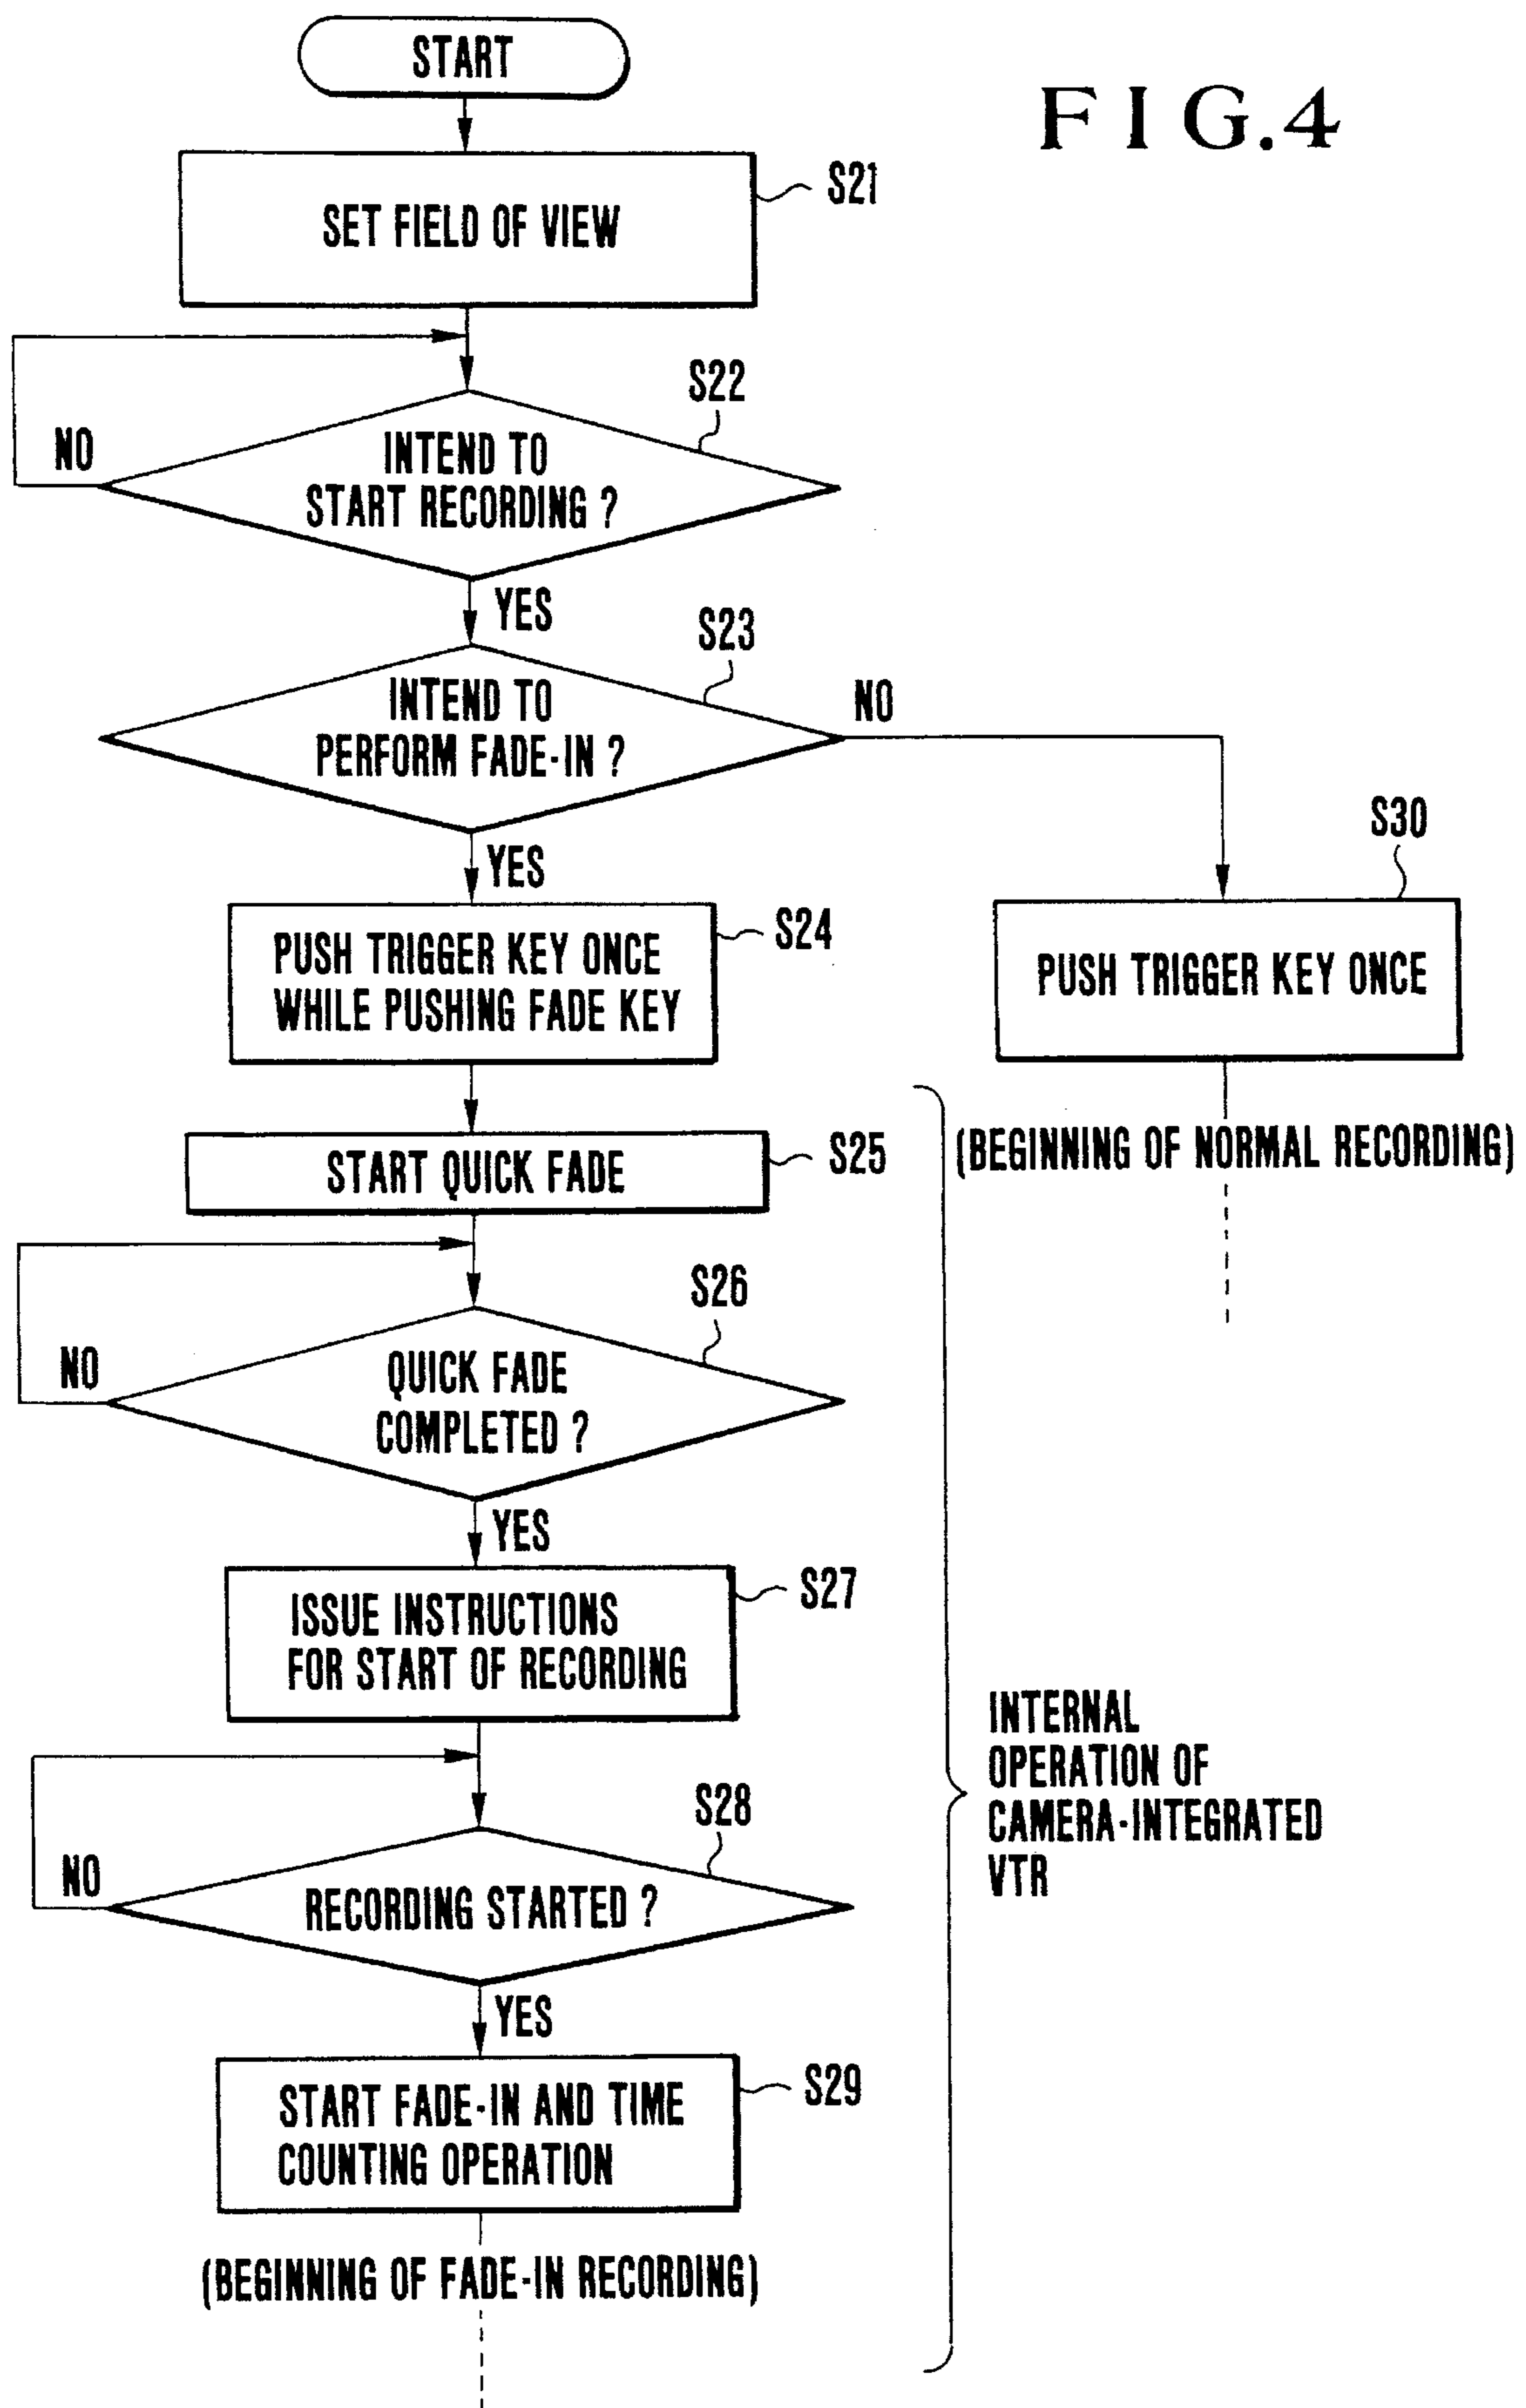 START
FIG.4
S21
SET FIELD OF VIEW
S22
NO
INTEND TO
START RECORDING ?
YES
S23
INTEND TO
PERFORM FADE-IN ?
NO
YES
S30
S24
PUSH TRIGGER KEY ONCE
WHILE PUSHING FADE KEY
PUSH TRIGGER KEY ONCE
(BEGINNING OF NORMAL RECORDING)
S25
START QUICK FADE
S26
NO
QUICK FADE
COMPLETED ?
YES
S27
ISSUE INSTRUCTIONS
FOR START OF RECORDING
INTERNAL
OPERATION OF
CAMERA-INTEGRATED
VTR
S28
NO
RECORDING STARTED ?
YES
S29
START FADE-IN AND TIME
COUNTING OPERATION
(BEGINNING OF FADE-IN RECORDING)